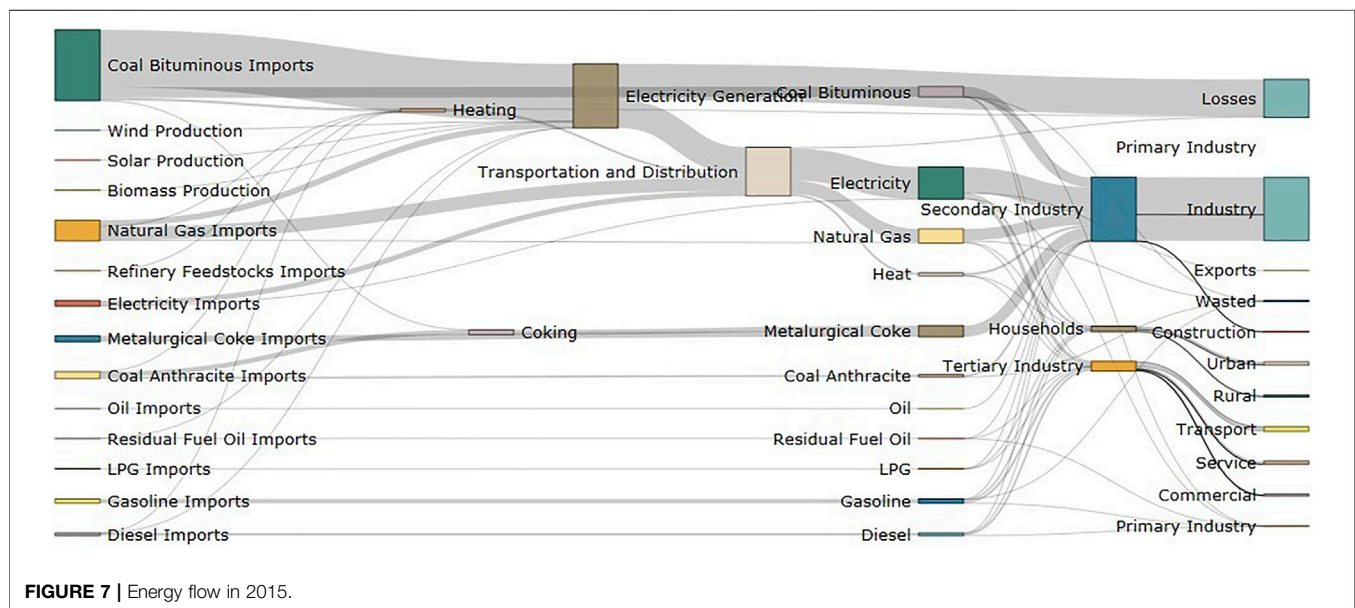 Coal Bituminous Imports
Wind Production
Solar Production
Biomass Production
Natural Gas Imports
Refinery Feedstocks Imports
Electricity Imports
Metalurgical Coke Imports
Coal Anthracite Imports
Oil Imports
Residual Fuel Oil Imports
LPG Imports
Gasoline Imports
Diesel Imports
Heating
Coking
Electricity Generation
Transportation and Distribution
Coal Bituminous
Electricity
Natural Gas
Heat
Metalurgical Coke
Coal Anthracite
Oil
Residual Fuel Oil
LPG
Gasoline
Diesel
Secondary Industry
Households
Tertiary Industry
Losses
Primary Industry
Industry
Exports
Wasted
Construction
Urban
Rural
Transport
Service
Commercial
Primary Industry
FIGURE 7 | Energy flow in 2015.